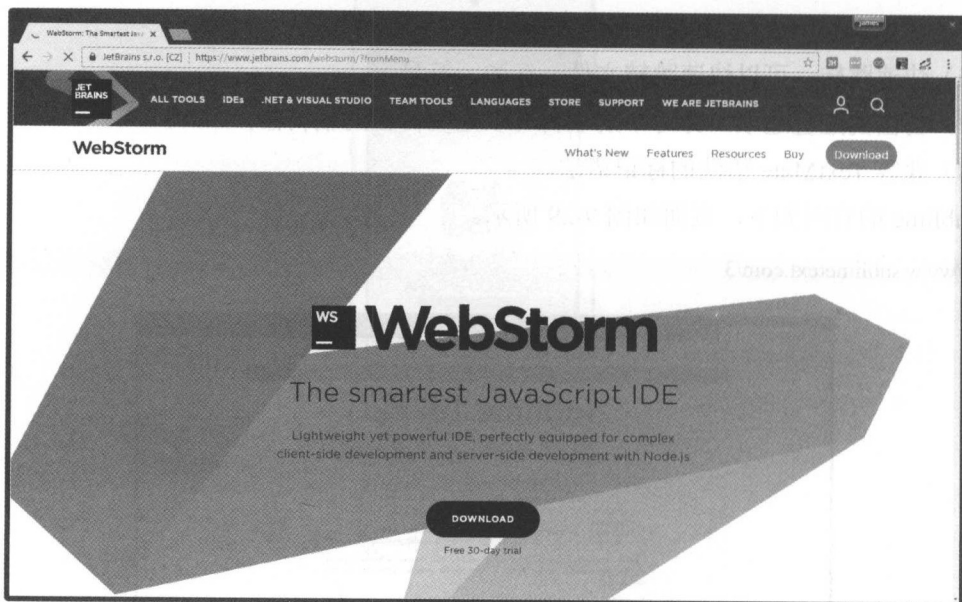 WebStorm: The Smartest Java
JetBrains s.r.o. [CZ] | https://www.jetbrains.com/webstorm/?fromMenu
JET
BRAINS
ALL TOOLS IDEs .NET & VISUAL STUDIO TEAM TOOLS LANGUAGES STORE SUPPORT WE ARE JETBRAINS
WebStorm
What's New Features Resources Buy Download
WS
WebStorm
The smartest JavaScript IDE
Lightweight yet powerful IDE, perfectly equipped for complex
client-side development and server-side development with Node.js
DOWNLOAD
Free 30-day trial